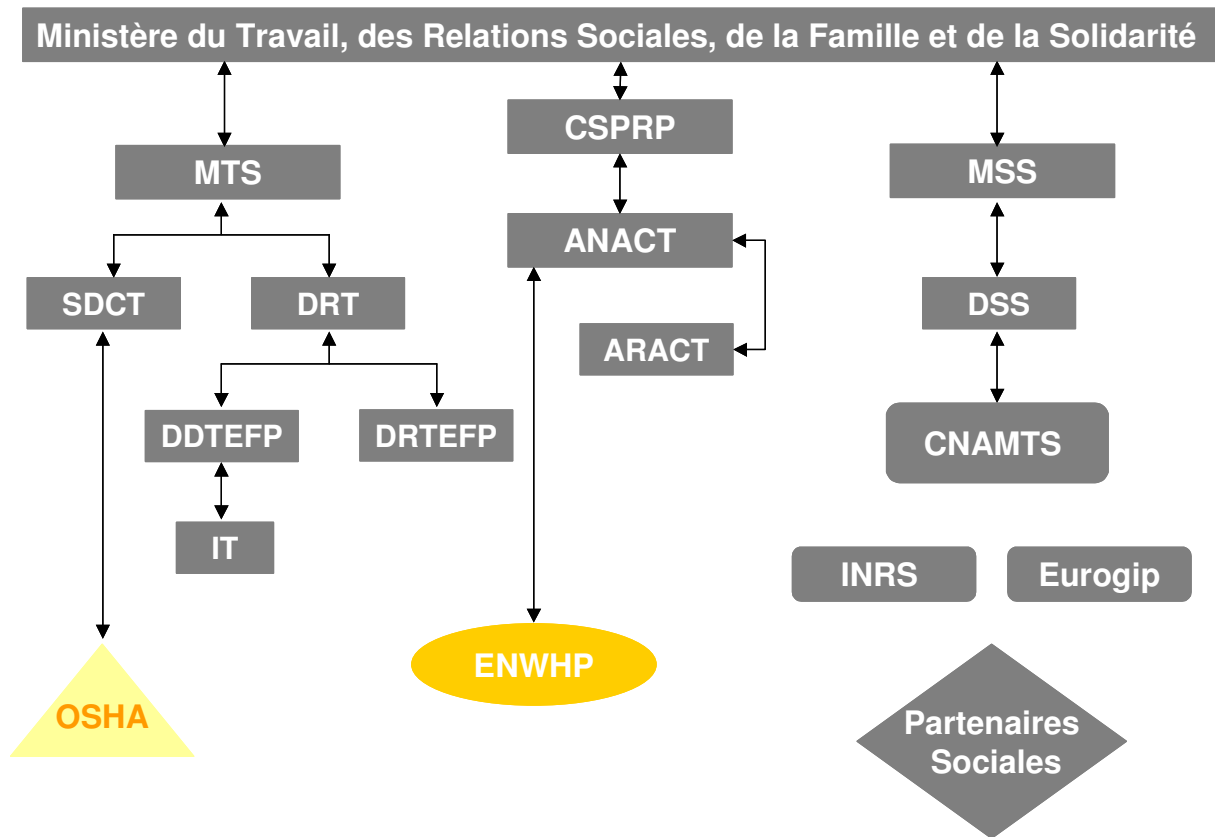 Ministère du Travail, des Relations Sociales, de la Famille et de la Solidarité
CSPRP
MTS
MSS
ANACT
SDCT
DRT
DSS
ARACT
DDTEFP
DRTEFP
CNAMTS
IT
INRS
Eurogip
ENWHP
OSHA
Partenaires
Sociales